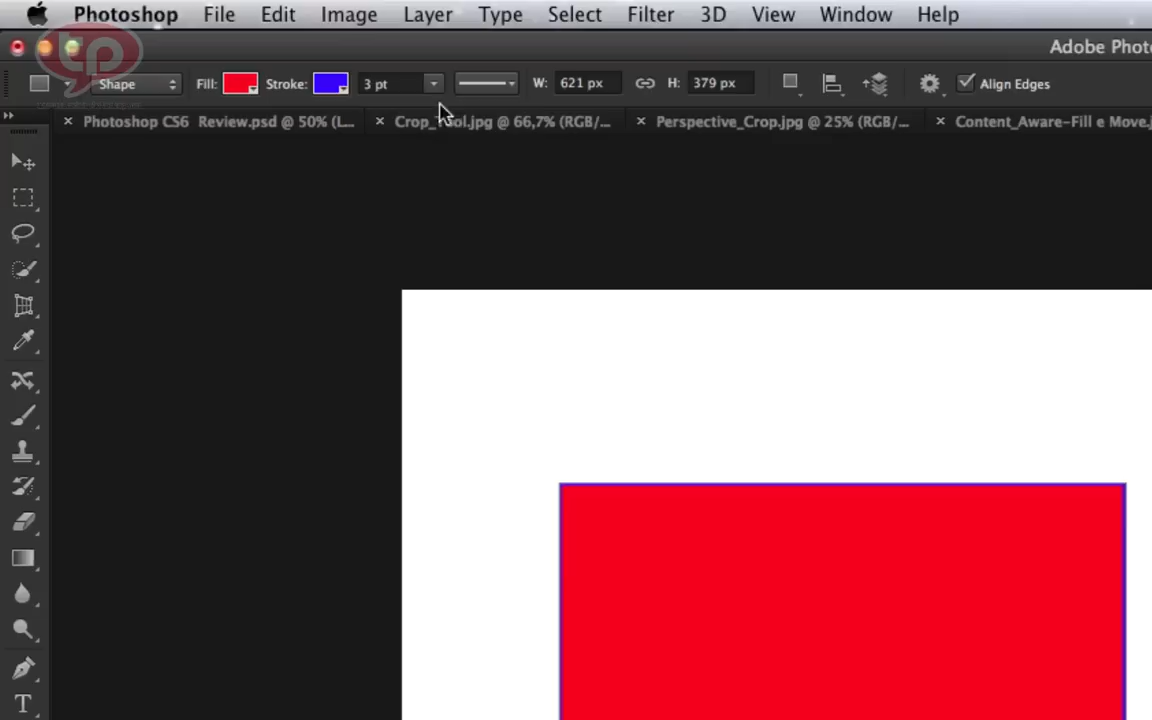 Photoshop File Edit Image Layer Type Select Filter 3D View Window Help
Adobe Photo
tp
Shape Fill: Stroke: 3 pt W: 621 px H: 379 px Align Edges
Photoshop CS6 Review.psd @ 50% (L... Crop_Tool.jpg @ 66,7% (RGB/... Perspective_Crop.jpg @ 25% (RGB/... Content_Aware-Fill e Move.j
T